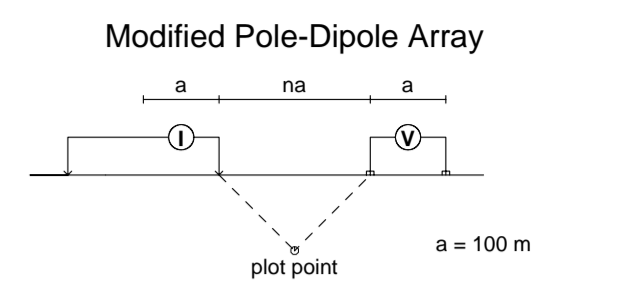 Modified Pole-Dipole Array
a na a
I V
a = 100 m
plot point